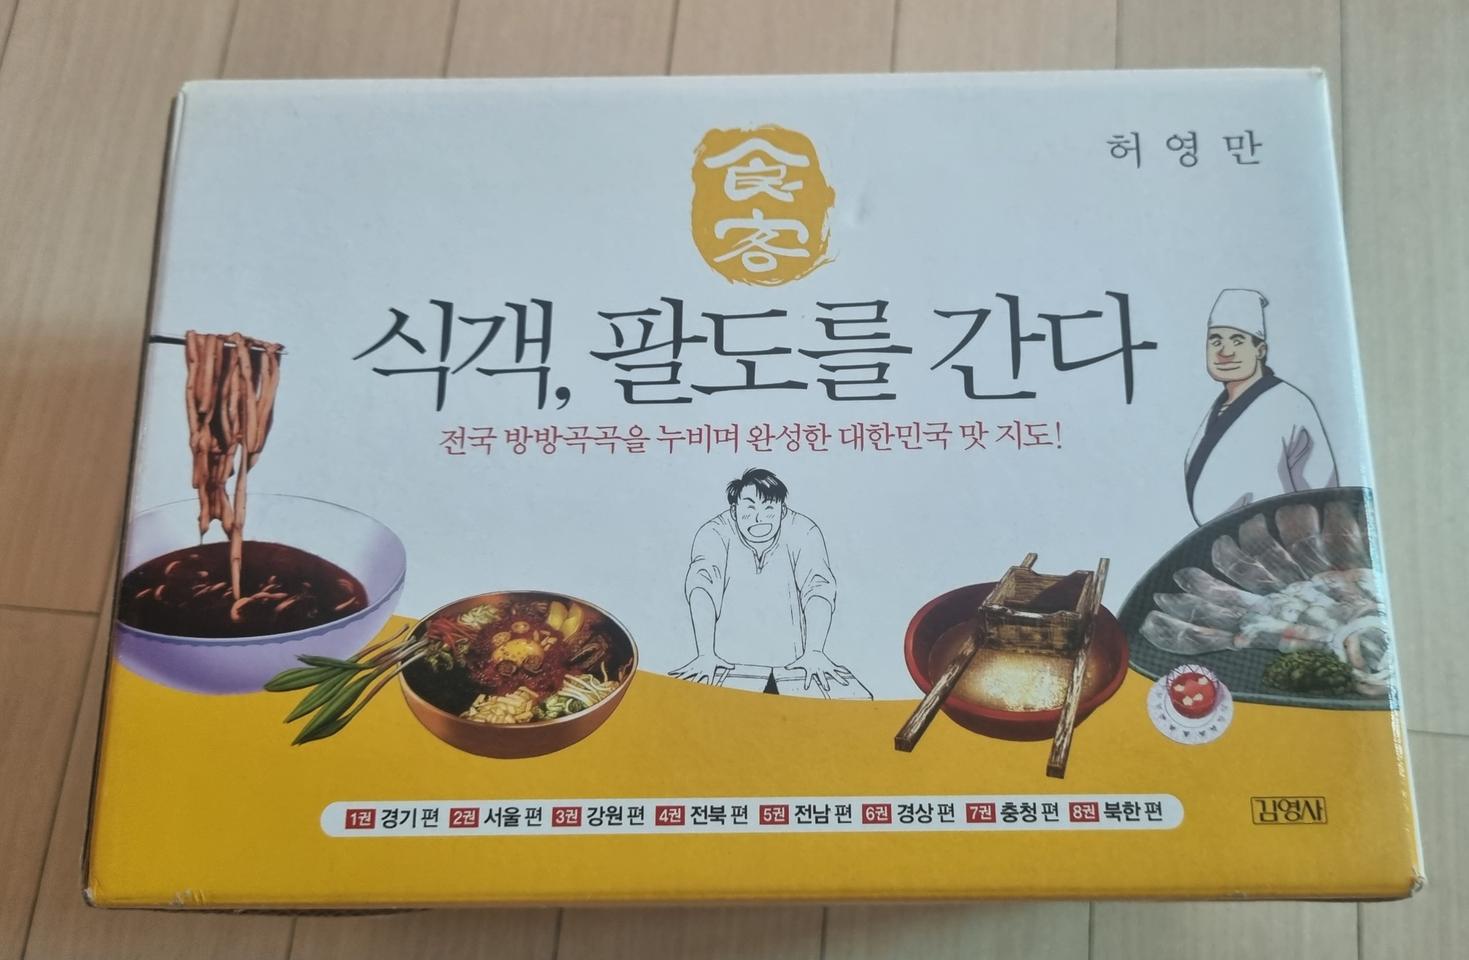 食
客
허영만
식객, 팔도를 간다
전국 방방곡곡을 누비며 완성한 대한민국 맛 지도!
1권 경기 편 2권 서울 편 3권 강원 편 4권 전북 편 5권 전남 편 6권 경상 편 7권 충청 편 8권 북한 편
김영사